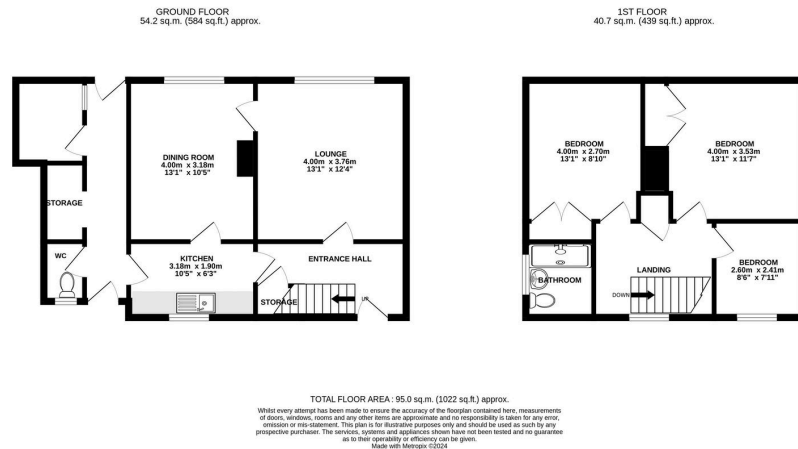 GROUND FLOOR
54.2 sq.m. (584 sq.ft.) approx.
DINING ROOM
4.00m x 3.18m
13'1" x 10'5"
LOUNGE
4.00m x 3.76m
13'1" x 12'4"
STORAGE
WC
KITCHEN
3.18m x 1.90m
10'5" x 6'3"
ENTRANCE HALL
STORAGE
UP
1ST FLOOR
40.7 sq.m. (439 sq.ft.) approx.
BEDROOM
4.00m x 2.70m
13'1" x 8'10"
BEDROOM
4.00m x 3.53m
13'1" x 11'7"
BATHROOM
LANDING
DOWN
BEDROOM
2.60m x 2.41m
8'6" x 7'11"
TOTAL FLOOR AREA : 95.0 sq.m. (1022 sq.ft.) approx.
Whilst every attempt has been made to ensure the accuracy of the floorplan contained here, measurements
of doors, windows, rooms and any other items are approximate and no responsibility is taken for any error,
omission or mis-statement. This plan is for illustrative purposes only and should be used as such by any
prospective purchaser. The services, systems and appliances shown have not been tested and no guarantee
as to their operability or efficiency can be given.
Made with Metropix ©2024